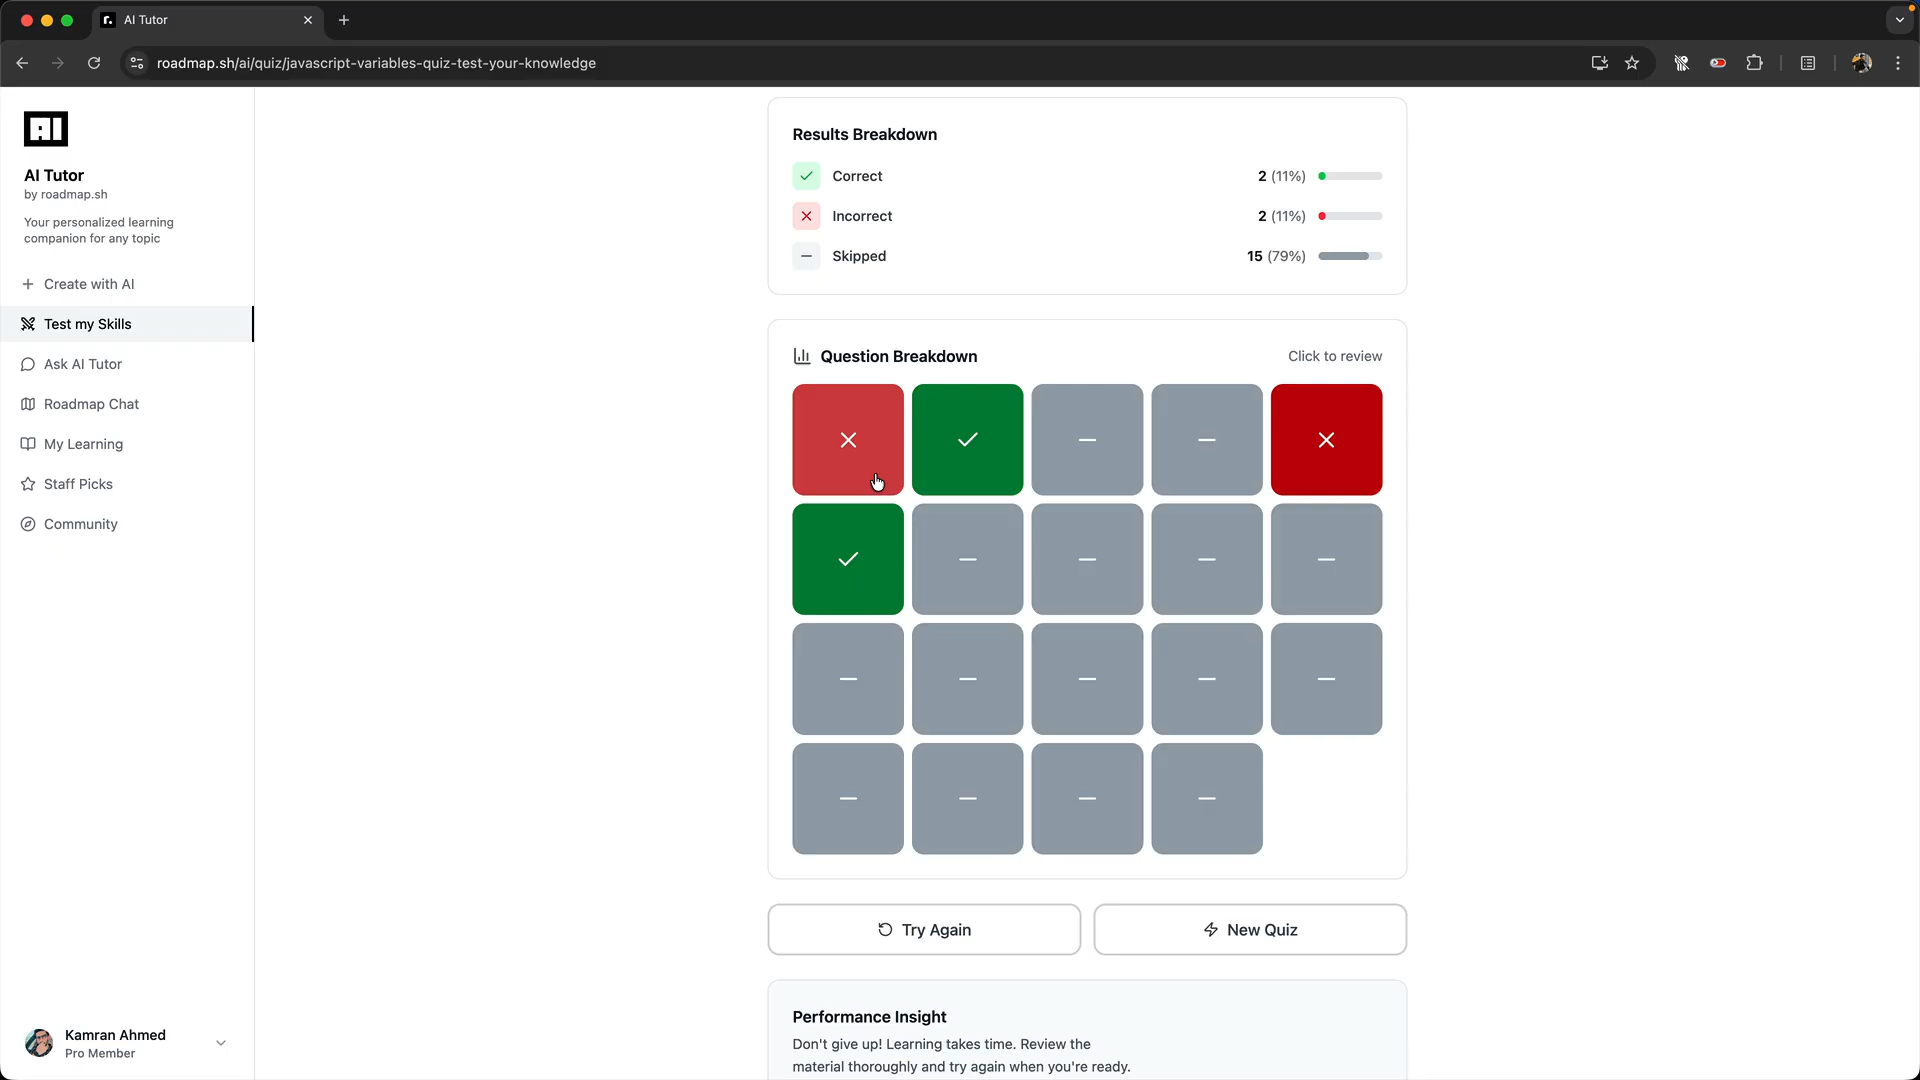 AI Tutor
roadmap.sh/ai/quiz/javascript-variables-quiz-test-your-knowledge
AI
AI Tutor
by roadmap.sh
Your personalized learning
companion for any topic
Create with AI
Test my Skills
Ask AI Tutor
Roadmap Chat
My Learning
Staff Picks
Community
Kamran Ahmed
Pro Member
Results Breakdown
Correct 2 (11%)
Incorrect 2 (11%)
Skipped 15 (79%)
Question Breakdown Click to review
Try Again New Quiz
Performance Insight
Don't give up! Learning takes time. Review the
material thoroughly and try again when you're ready.